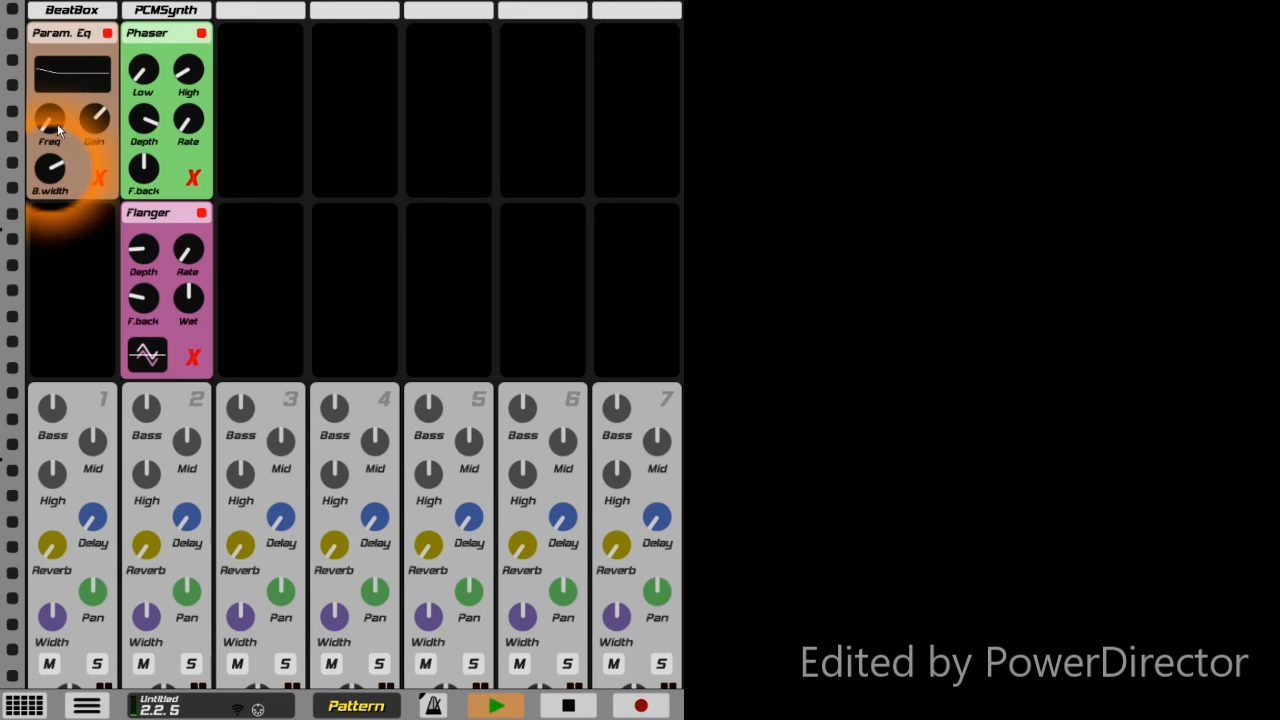 BeatBox PCMSynth
Param. Eq Phaser
Low High
Freq Gain Depth Rate
B.width X F.back X
Flanger
Depth Rate
F.back Wet
X
1 2 3 4 5 6 7
Bass Bass Bass Bass Bass Bass Bass
Mid Mid Mid Mid Mid Mid Mid
High High High High High High High
Delay Delay Delay Delay Delay Delay Delay
Reverb Reverb Reverb Reverb Reverb Reverb Reverb
Pan Pan Pan Pan Pan Pan Pan
Width Width Width Width Width Width Width
M S M S M S M S M S M S M S
Untitled
2.2.5
Pattern
Edited by PowerDirector